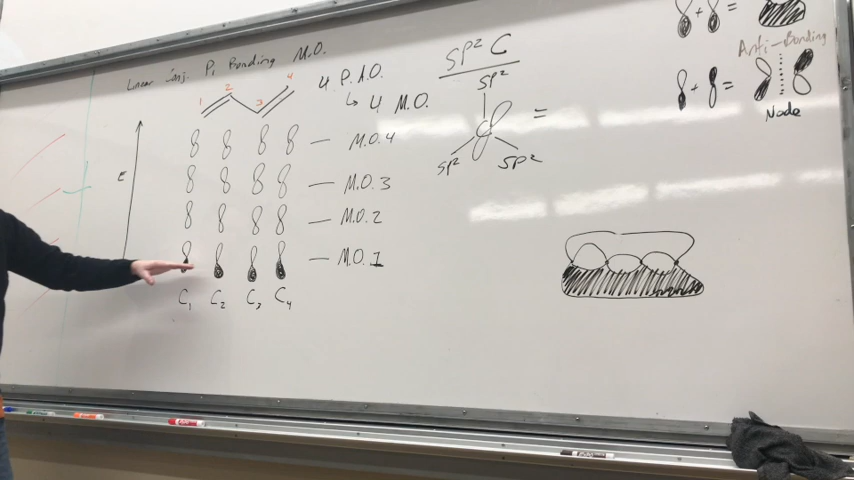 Linear Pi Bonding M.O.
1 2 3 4
4 P.A.O.
↳ 4 M.O.
M.O.4
M.O.3
M.O.2
M.O.1
E
C₁ C₂ C₃ C₄
SP² C
SP²
SP² SP²
=
+ =
Anti-Bonding
+ =
Node